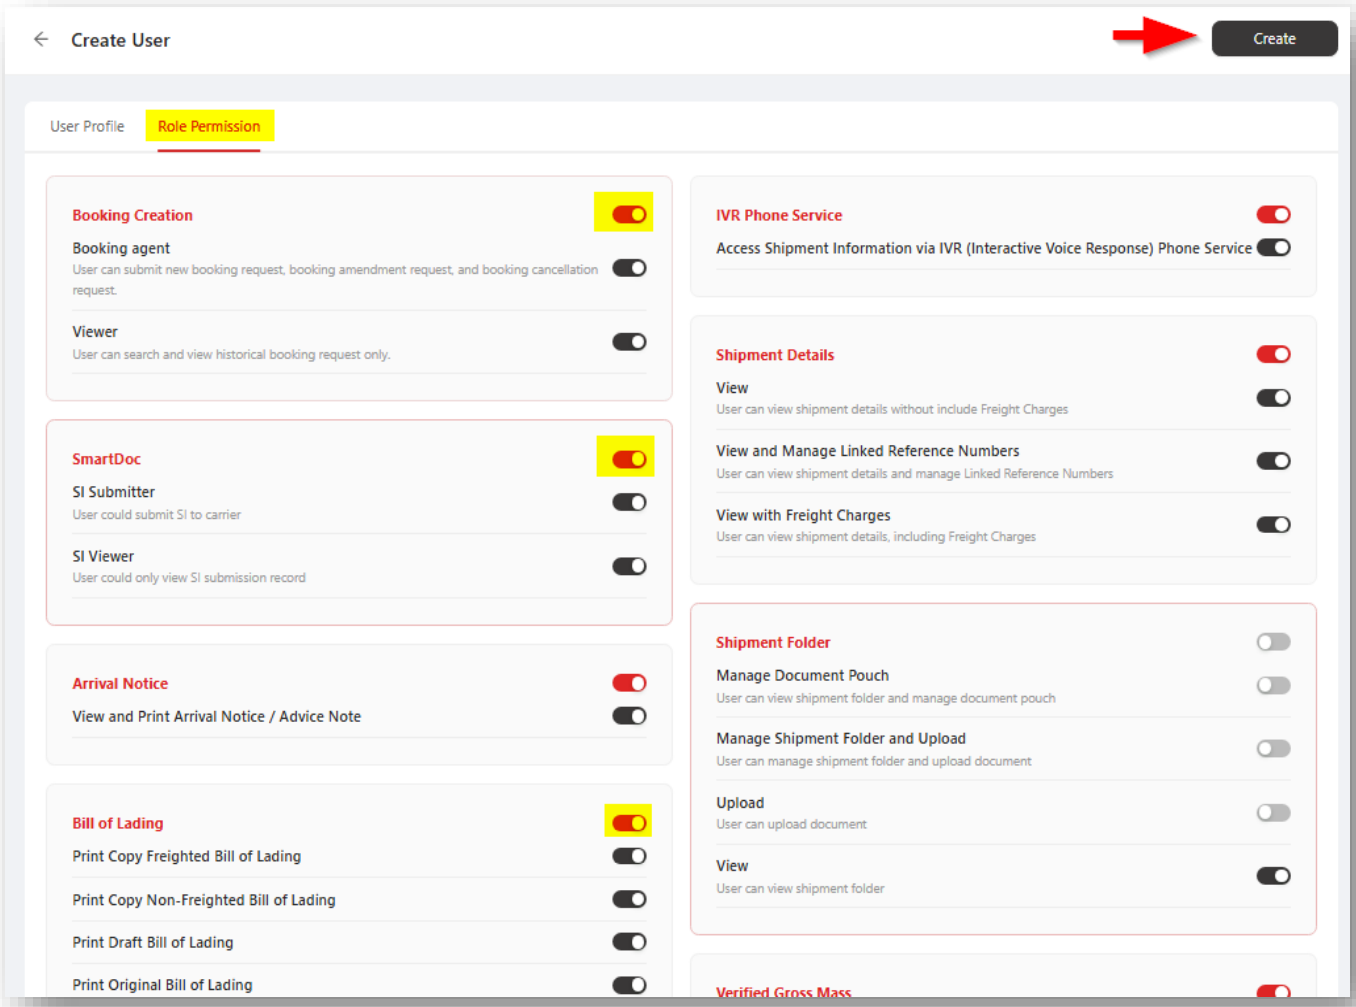 Create User
Create
User Profile
Role Permission
Booking Creation
Booking agent
User can submit new booking request, booking amendment request, and booking cancellation
request.
Viewer
User can search and view historical booking request only.
SmartDoc
SI Submitter
User could submit SI to carrier
SI Viewer
User could only view SI submission record
Arrival Notice
View and Print Arrival Notice / Advice Note
Bill of Lading
Print Copy Freighted Bill of Lading
Print Copy Non-Freighted Bill of Lading
Print Draft Bill of Lading
Print Original Bill of Lading
IVR Phone Service
Access Shipment Information via IVR (Interactive Voice Response) Phone Service
Shipment Details
View
User can view shipment details without include Freight Charges
View and Manage Linked Reference Numbers
User can view shipment details and manage Linked Reference Numbers
View with Freight Charges
User can view shipment details, including Freight Charges
Shipment Folder
Manage Document Pouch
User can view shipment folder and manage document pouch
Manage Shipment Folder and Upload
User can manage shipment folder and upload document
Upload
User can upload document
View
User can view shipment folder
Verified Gross Mass